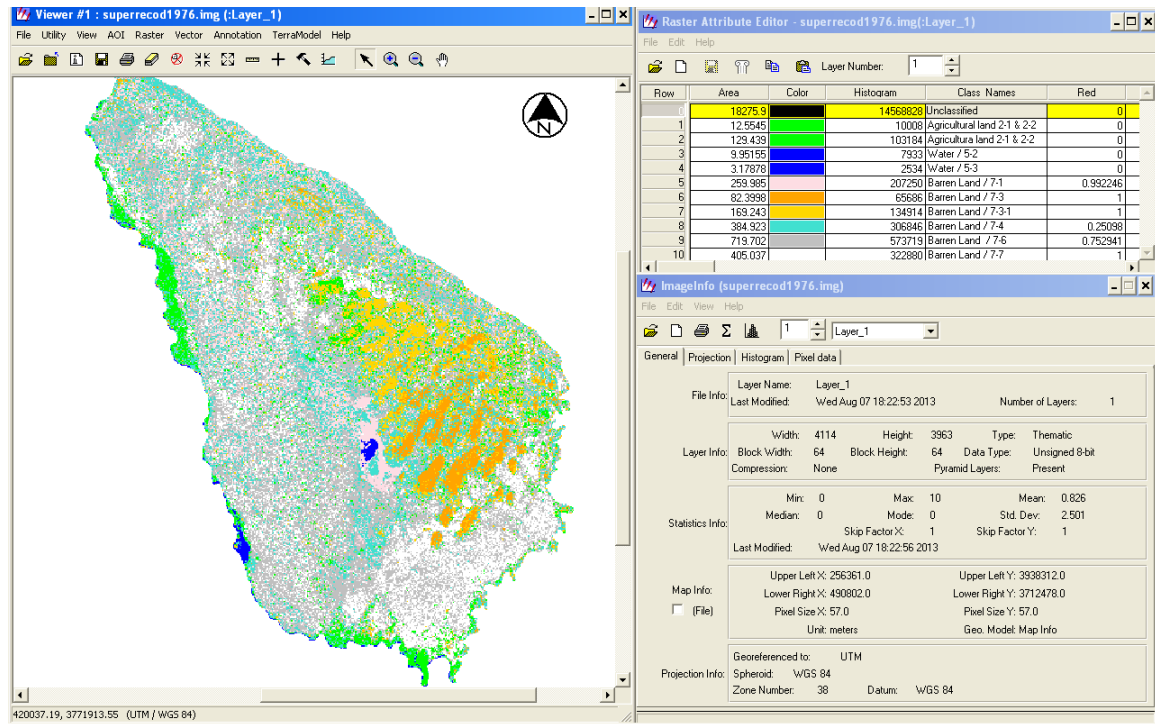 Viewer #1 : superrecod1976.img (:Layer_1)
File Utility View AOI Raster Vector Annotation TerraModel Help
N
420037.19, 3771913.55 (UTM / WGS 84)
Raster Attribute Editor - superrecod1976.img(:Layer_1)
File Edit Help
Layer Number: 1
Row Area Color Histogram Class Names Red
0 18275.9 14568828 Unclassified 0
1 12.5545 10008 Agricultural land 2-1 & 2-2 0
2 129.439 103184 Agricultura land 2-1 & 2-2 0
3 9.95155 7933 Water / 5-2 0
4 3.17878 2534 Water / 5-3 0
5 259.985 207250 Barren Land / 7-1 0.992246
6 82.3998 65686 Barren Land / 7-3 1
7 169.243 134914 Barren Land / 7-3-1 1
8 384.923 306846 Barren Land / 7-4 0.25098
9 719.702 573719 Barren Land / 7-6 0.752941
10 405.037 322880 Barren Land / 7-7 1
ImageInfo (superrecod1976.img)
File Edit View Help
Σ 1 Layer_1
General Projection Histogram Pixel data
File Info:
Layer Name: Layer_1
Last Modified: Wed Aug 07 18:22:53 2013 Number of Layers: 1
Layer Info:
Width: 4114 Height: 3963 Type: Thematic
Block Width: 64 Block Height: 64 Data Type: Unsigned 8-bit
Compression: None Pyramid Layers: Present
Statistics Info:
Min: 0 Max: 10 Mean: 0.826
Median: 0 Mode: 0 Std. Dev: 2.501
Skip Factor X: 1 Skip Factor Y: 1
Last Modified: Wed Aug 07 18:22:56 2013
Map Info:
(File)
Upper Left X: 256361.0 Upper Left Y: 3938312.0
Lower Right X: 490802.0 Lower Right Y: 3712478.0
Pixel Size X: 57.0 Pixel Size Y: 57.0
Unit: meters Geo. Model: Map Info
Projection Info:
Georeferenced to: UTM
Spheroid: WGS 84
Zone Number: 38 Datum: WGS 84